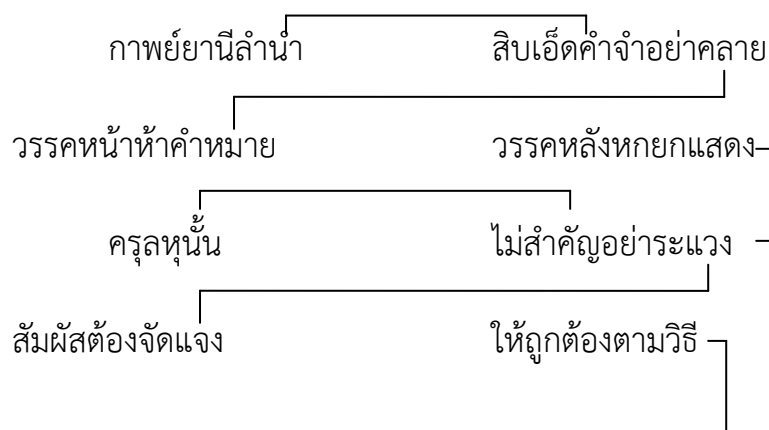 กาพย์ยานีลำนำ สิบเอ็ดคำจำอย่าคลาย
วรรคหน้าห้าคำหมาย วรรคหลังหกยกแสดง
ครุลหุนั้น ไม่สำคัญอย่าระแวง
สัมผัสต้องจัดแจง ให้ถูกต้องตามวิธี